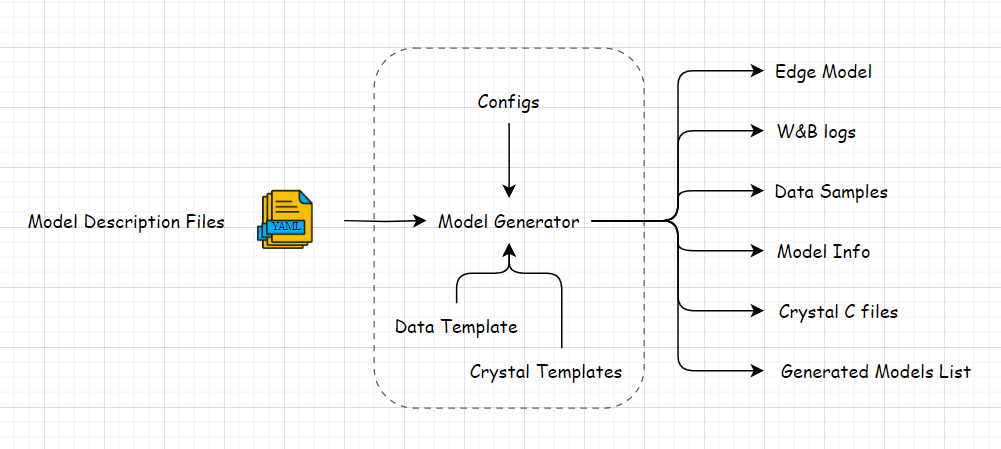 Edge Model
Configs
W&B logs
Data Samples
Model Description Files
YAML
Model Generator
Model Info
Crystal C files
Data Template
Crystal Templates
Generated Models List